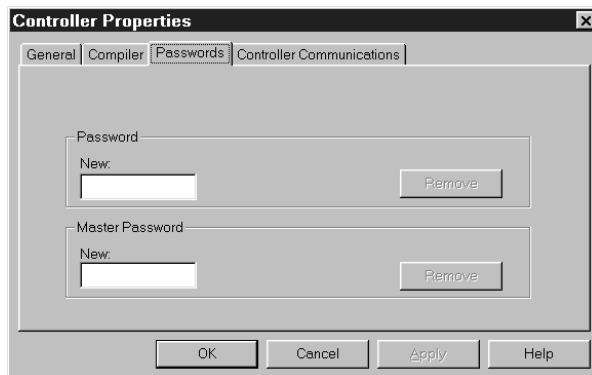 Controller Properties
General Compiler Passwords Controller Communications
Password
New:
Remove
Master Password
New:
Remove
OK Cancel Apply Help